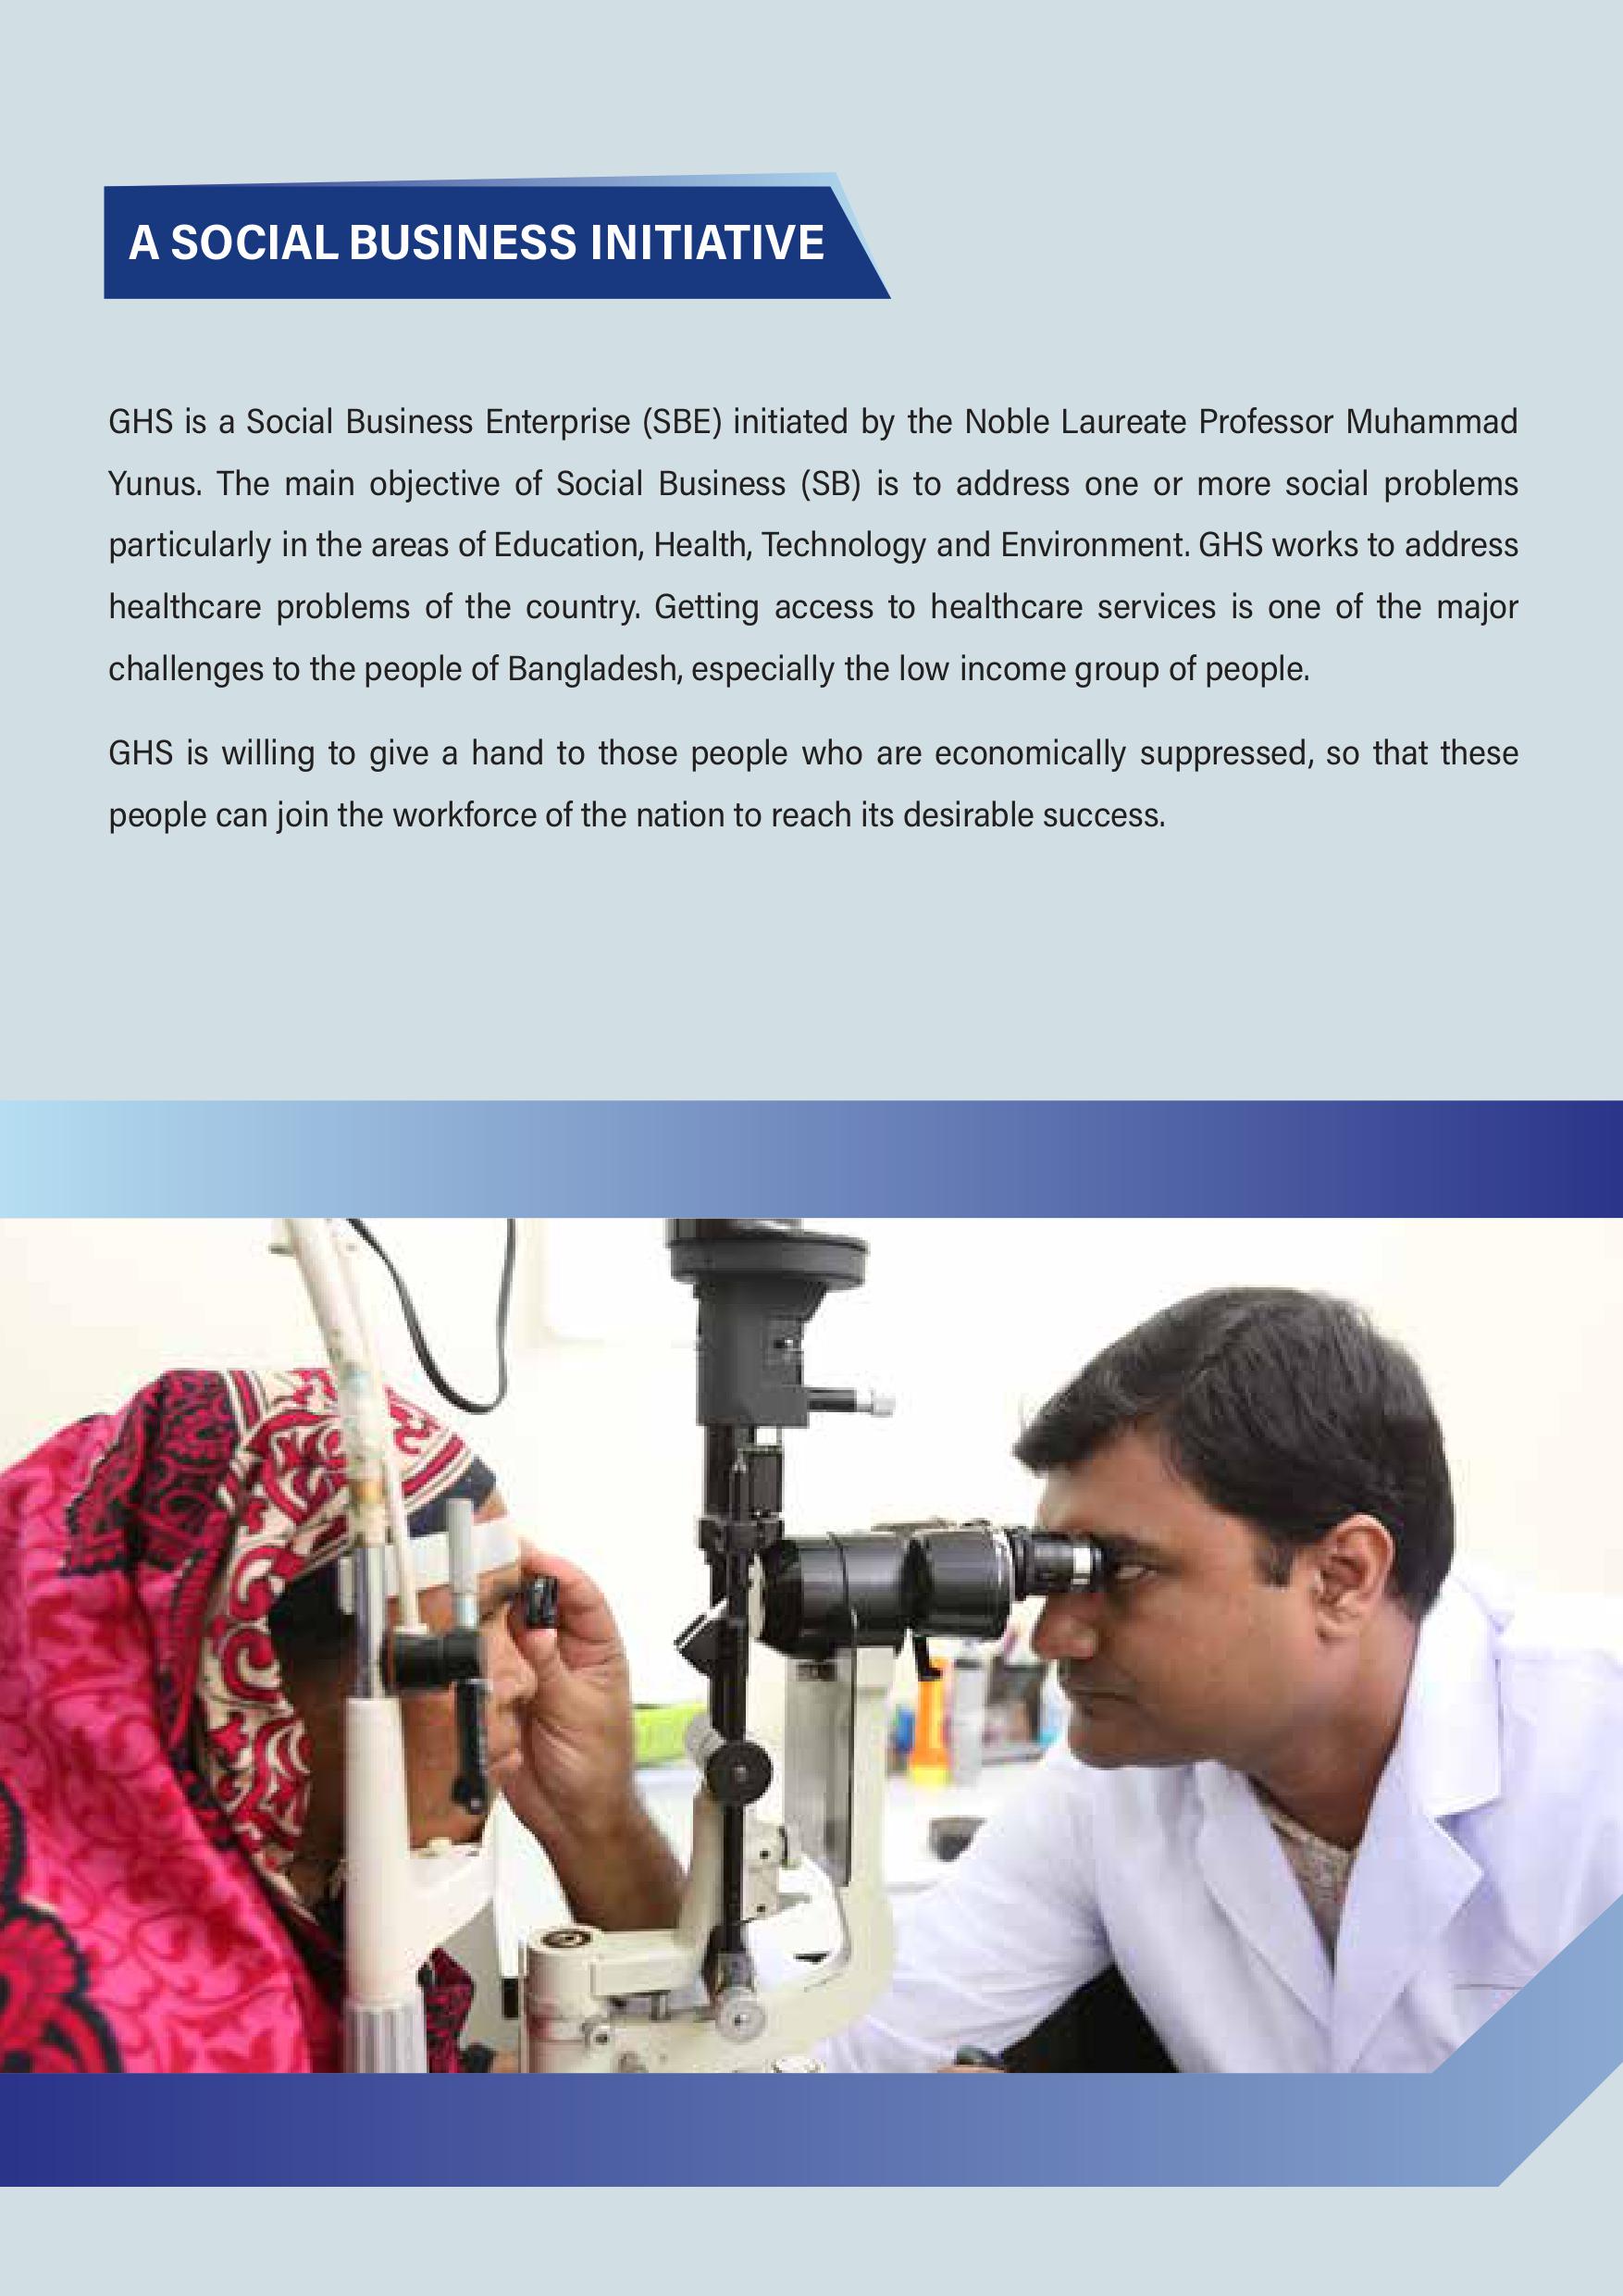 A SOCIAL BUSINESS INITIATIVE
GHS is a Social Business Enterprise (SBE) initiated by the Noble Laureate Professor Muhammad
Yunus. The main objective of Social Business (SB) is to address one or more social problems
particularly in the areas of Education, Health, Technology and Environment. GHS works to address
healthcare problems of the country. Getting access to healthcare services is one of the major
challenges to the people of Bangladesh, especially the low income group of people.
GHS is willing to give a hand to those people who are economically suppressed, so that these
people can join the workforce of the nation to reach its desirable success.